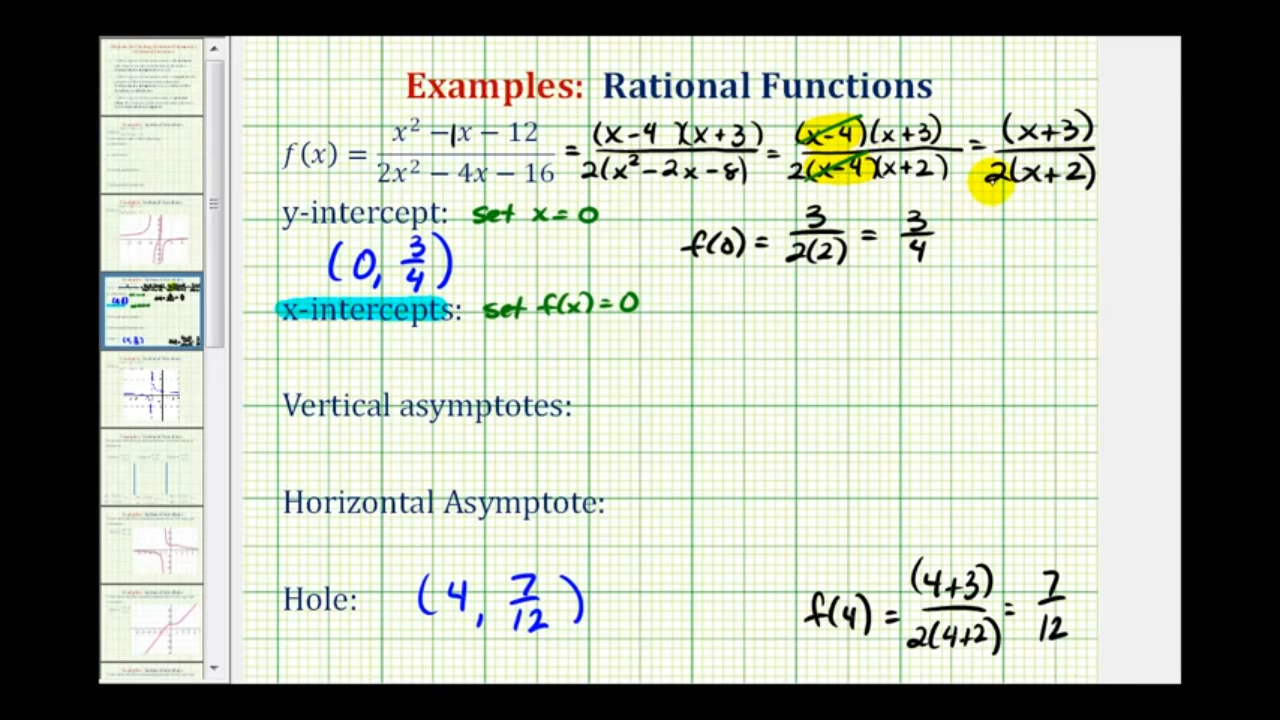 Examples: Rational Functions
f(x) = (x² − 1x − 12)/(2x² − 4x − 16) = ((x-4)(x+3))/(2(x²-2x-8)) = ((x-4)(x+3))/(2(x-4)(x+2)) = (x+3)/(2(x+2))
y-intercept: set x = 0 f(0) = 3/(2(2)) = 3/4
(0, 3/4)
x-intercepts: set f(x) = 0
Vertical asymptotes:
Horizontal Asymptote:
Hole: (4, 7/12) f(4) = (4+3)/(2(4+2)) = 7/12